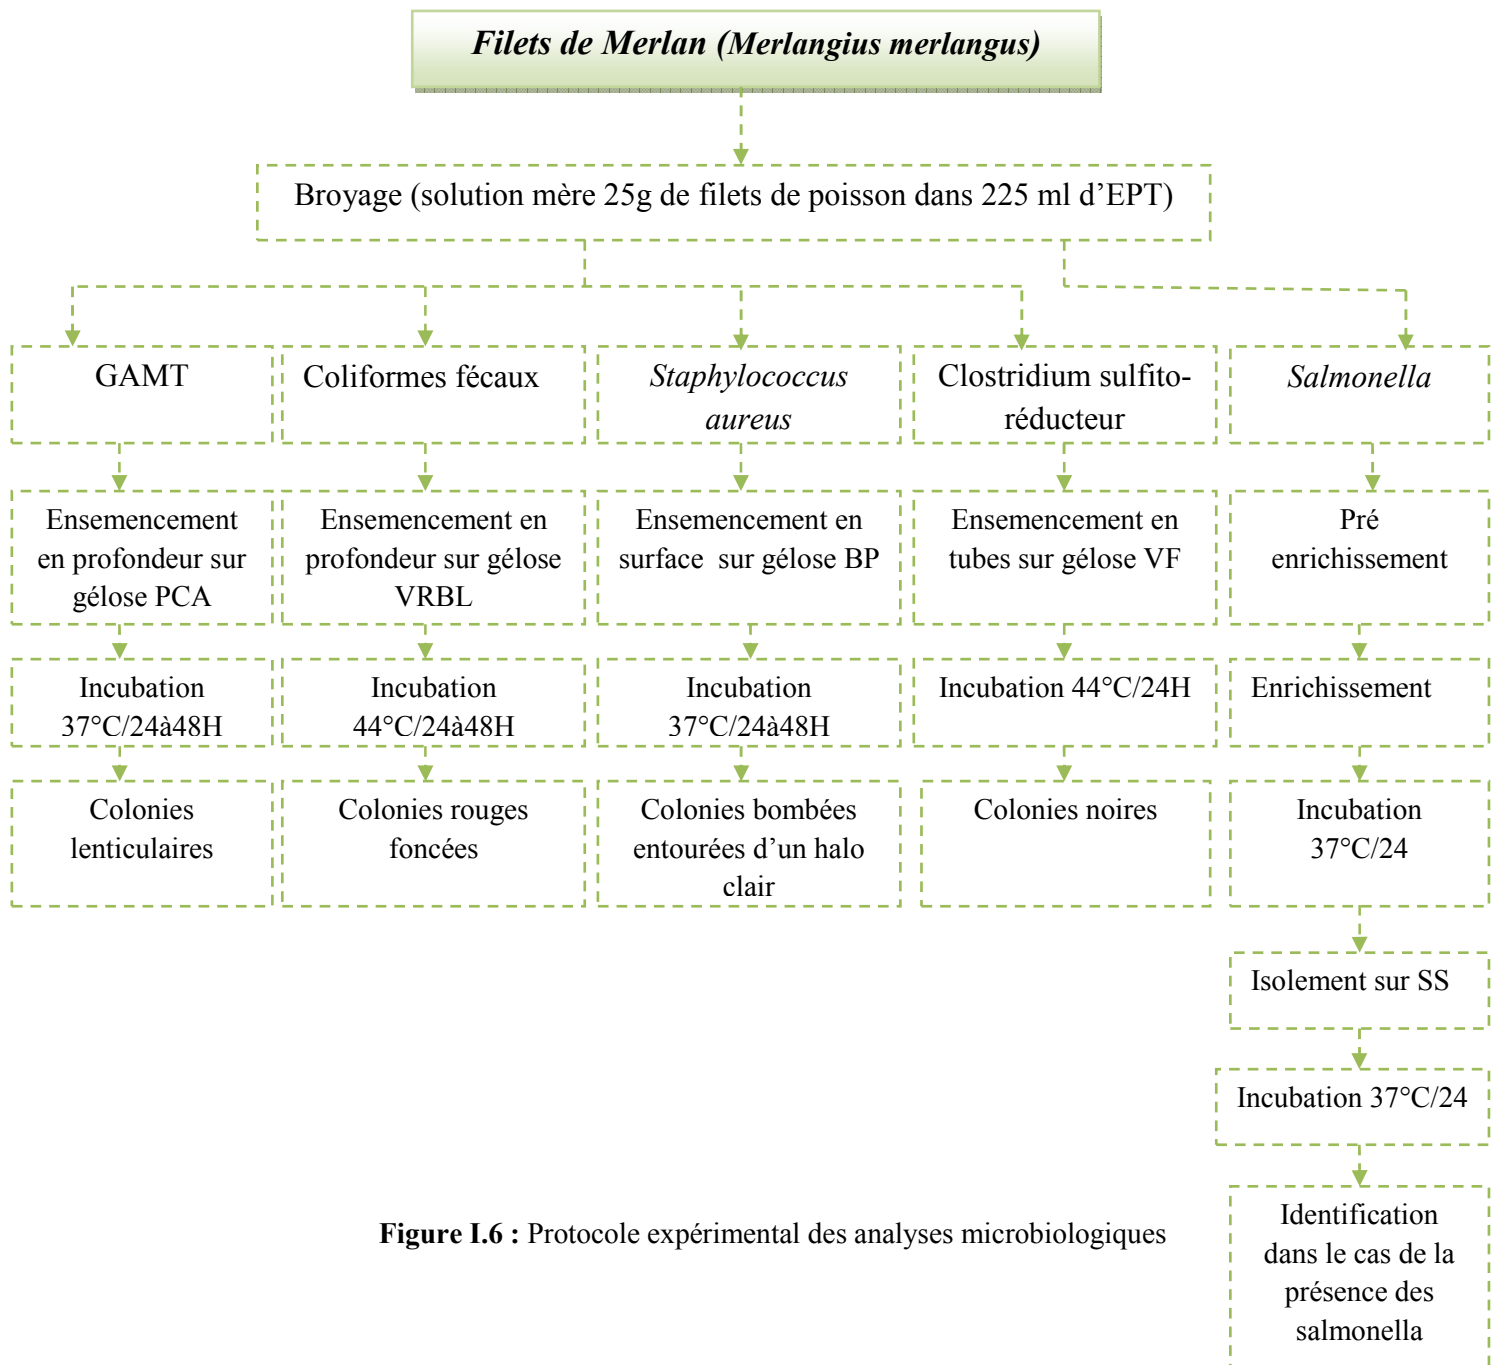 Filets de Merlan (Merlangius merlangus)
Broyage (solution mère 25g de filets de poisson dans 225 ml d’EPT)
GAMT
Coliformes fécaux
Staphylococcus
aureus
Clostridium sulfito-
réducteur
Salmonella
Ensemencement
en profondeur sur
gélose PCA
Ensemencement en
profondeur sur gélose
VRBL
Ensemencement en
surface sur gélose BP
Ensemencement en
tubes sur gélose VF
Pré
enrichissement
Incubation
37°C/24à48H
Incubation
44°C/24à48H
Incubation
37°C/24à48H
Incubation 44°C/24H
Enrichissement
Colonies
lenticulaires
Colonies rouges
foncées
Colonies bombées
entourées d’un halo
clair
Colonies noires
Incubation
37°C/24
Isolement sur SS
Incubation 37°C/24
Identification
dans le cas de la
présence des
salmonella
Figure I.6 : Protocole expérimental des analyses microbiologiques